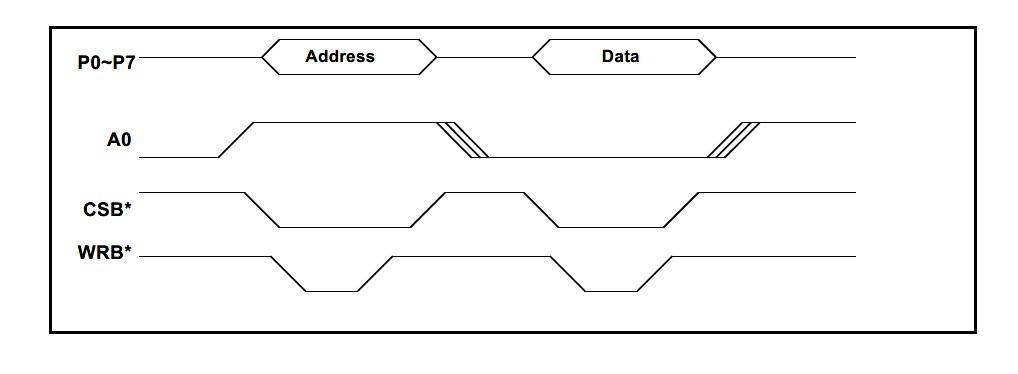 P0~P7 Address Data
A0
CSB*
WRB*